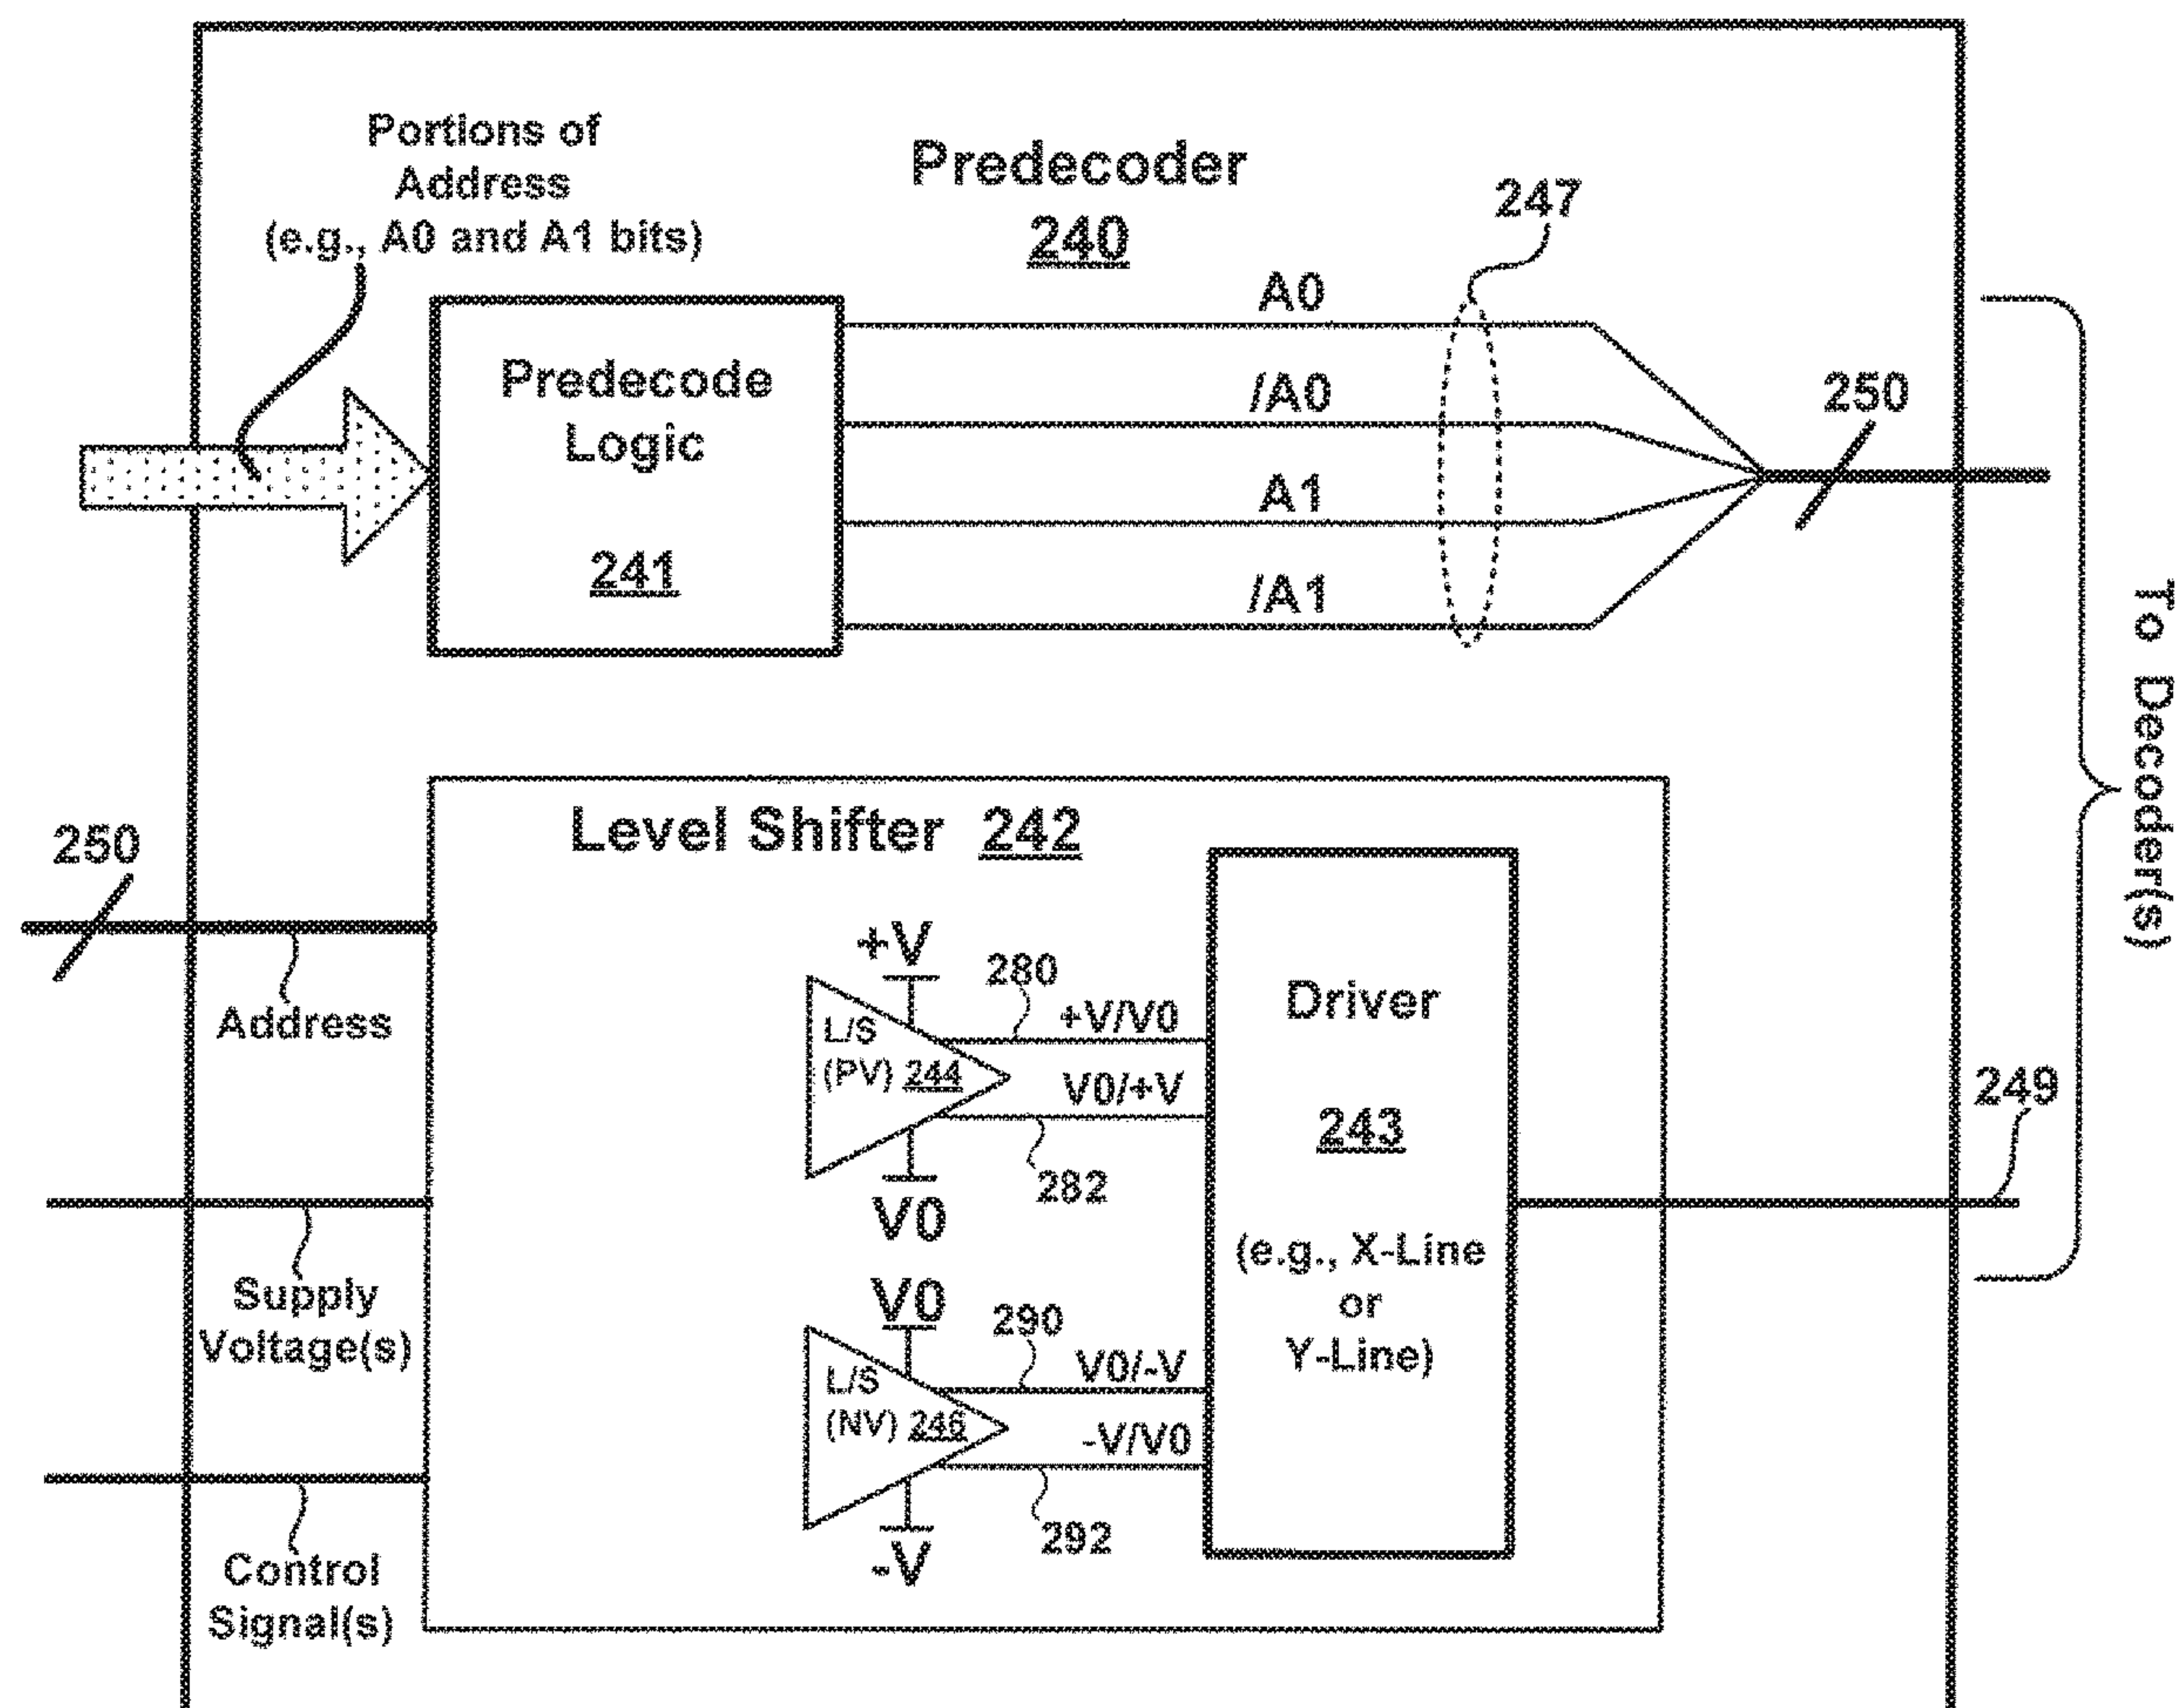 Portions of
Address
(e.g., A0 and A1 bits)
Predecoder
240
247
A0
/A0
A1
/A1
250
Predecode
Logic
241
To Decoder(s)
Level Shifter 242
250
Address
Supply
Voltage(s)
Control
Signal(s)
+V
L/S
(PV) 244
V0
280
+V/V0
V0/+V
282
V0
L/S
(NV) 246
-V
290
V0/-V
-V/V0
292
Driver
243
(e.g., X-Line
or
Y-Line)
249